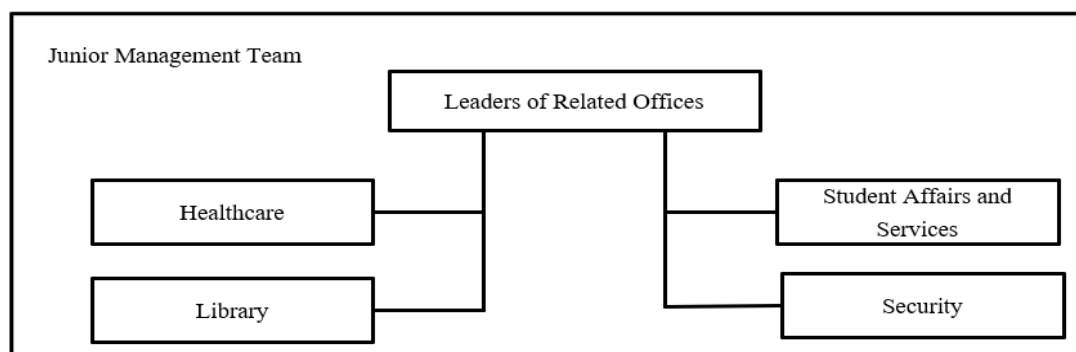 Junior Management Team
Leaders of Related Offices
Healthcare
Student Affairs and
Services
Library
Security